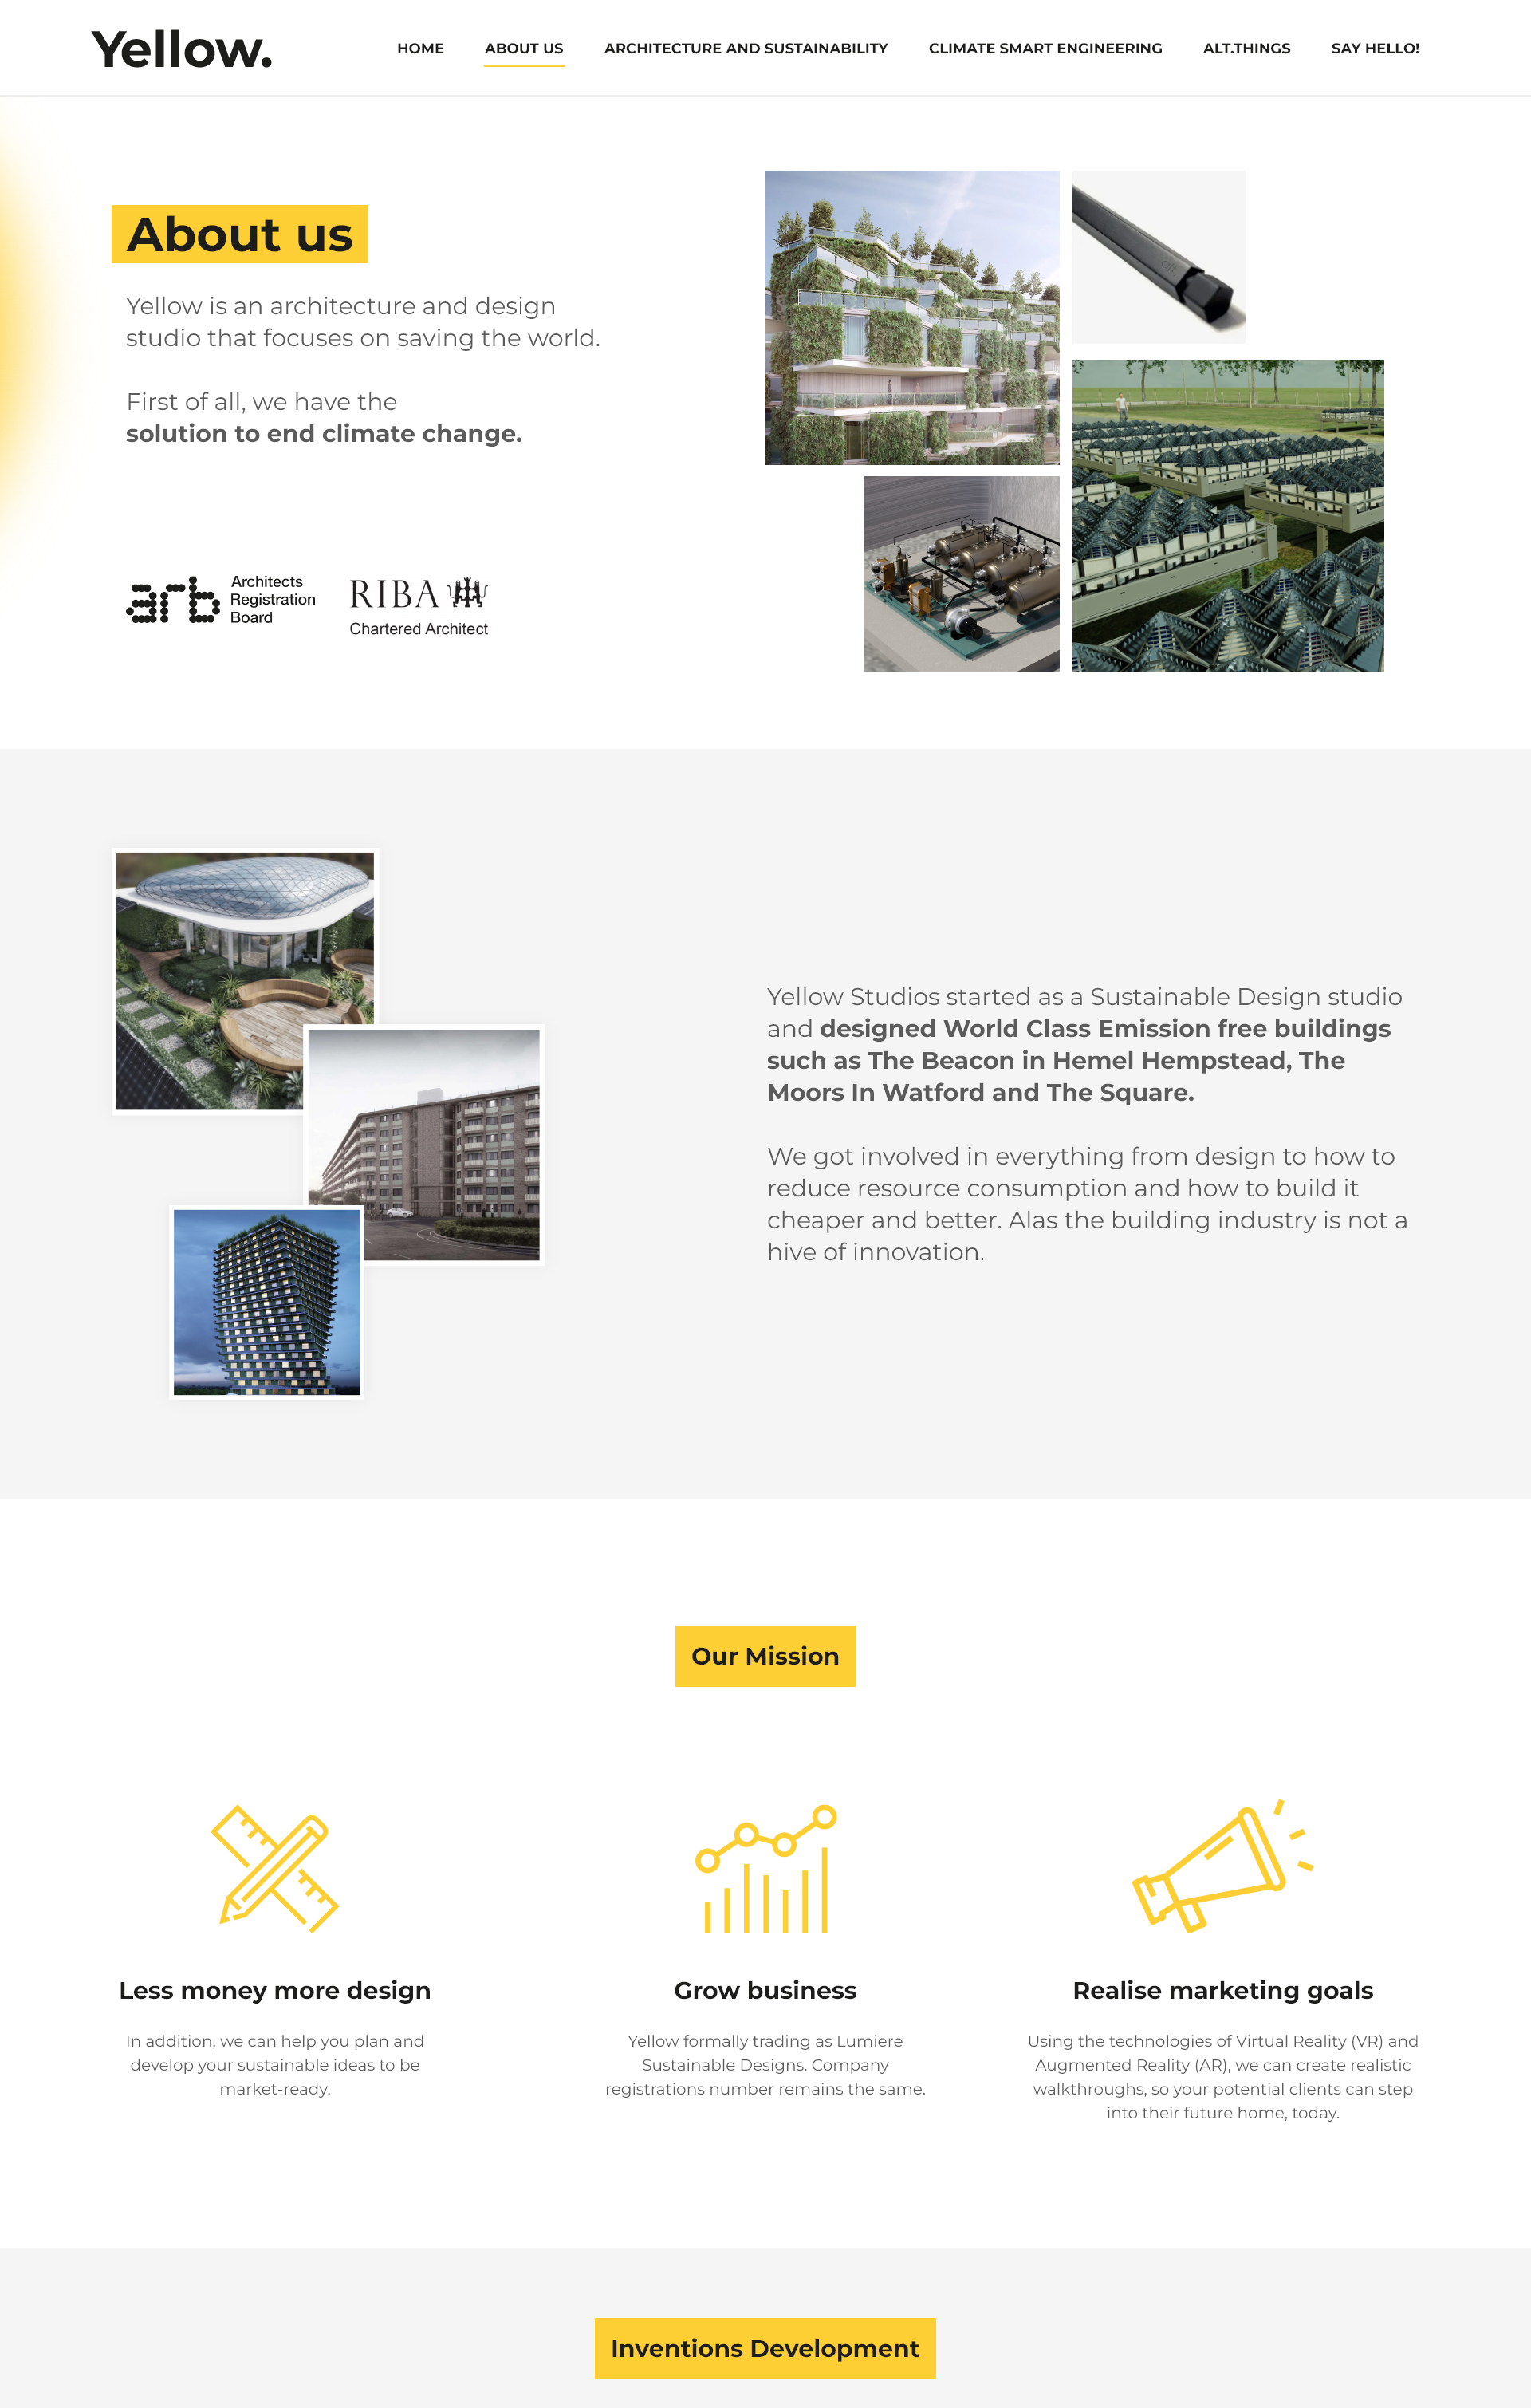 Yellow.
HOME ABOUT US ARCHITECTURE AND SUSTAINABILITY CLIMATE SMART ENGINEERING ALT.THINGS SAY HELLO!
About us
Yellow is an architecture and design
studio that focuses on saving the world.
First of all, we have the
solution to end climate change.
arb
Architects
Registration
Board
RIBA
Chartered Architect
Yellow Studios started as a Sustainable Design studio
and designed World Class Emission free buildings
such as The Beacon in Hemel Hempstead, The
Moors In Watford and The Square.
We got involved in everything from design to how to
reduce resource consumption and how to build it
cheaper and better. Alas the building industry is not a
hive of innovation.
Our Mission
Less money more design
In addition, we can help you plan and
develop your sustainable ideas to be
market-ready.
Grow business
Yellow formally trading as Lumiere
Sustainable Designs. Company
registrations number remains the same.
Realise marketing goals
Using the technologies of Virtual Reality (VR) and
Augmented Reality (AR), we can create realistic
walkthroughs, so your potential clients can step
into their future home, today.
Inventions Development